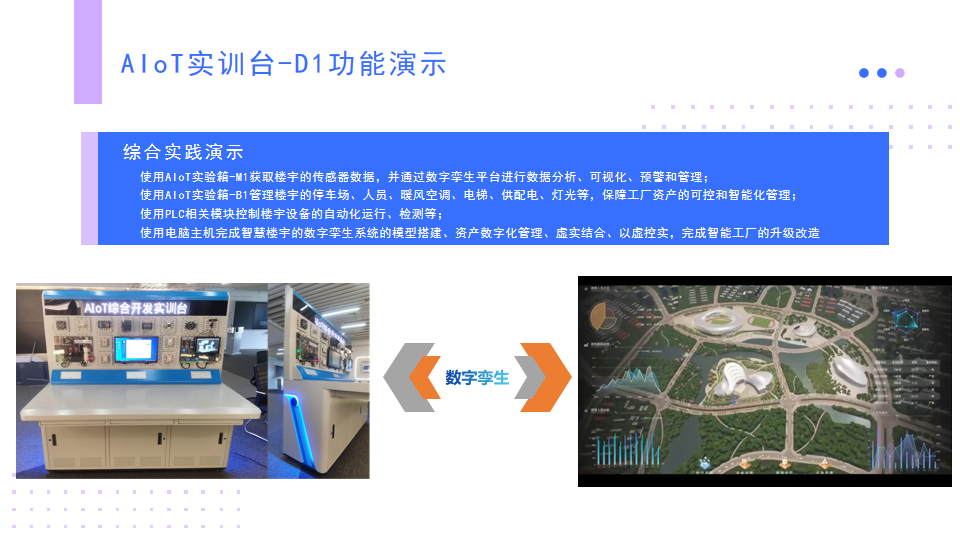 AIoT实训台-D1功能演示
综合实践演示
使用AIoT实验箱-M1获取楼宇的传感器数据，并通过数字孪生平台进行数据分析、可视化、预警和管理；
使用AIoT实验箱-B1管理楼宇的停车场、人员、暖风空调、电梯、供配电、灯光等，保障工厂资产的可控和智能化管理；
使用PLC相关模块控制楼宇设备的自动化运行、检测等；
使用电脑主机完成智慧楼宇的数字孪生系统的模型搭建、资产数字化管理、虚实结合、以虚控实，完成智能工厂的升级改造
AIoT综合开发实训台
数字孪生